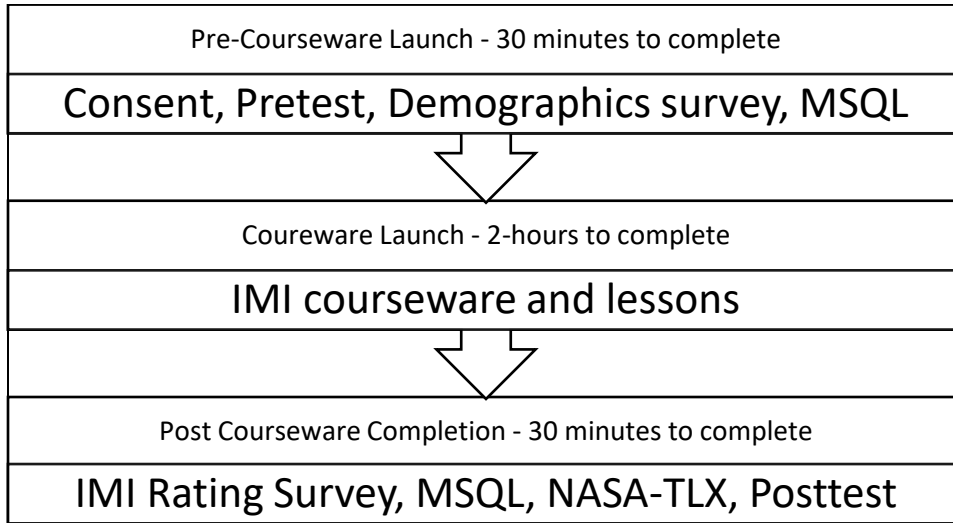 Pre-Courseware Launch - 30 minutes to complete
Consent, Pretest, Demographics survey, MSQL
Coureware Launch - 2-hours to complete
IMI courseware and lessons
Post Courseware Completion - 30 minutes to complete
IMI Rating Survey, MSQL, NASA-TLX, Posttest